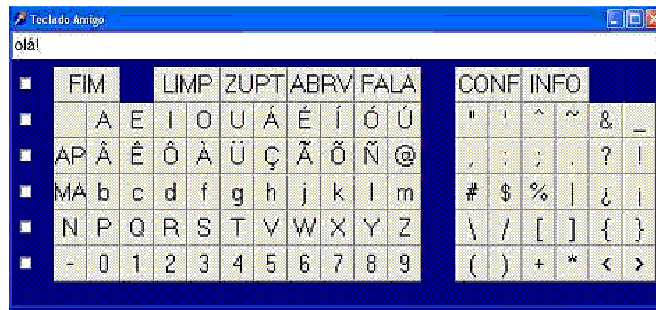 Teclado Amigo
olá!
FIM LIMP ZUPT ABRV FALA CONF INFO
A E I O U Á É Í Ó Ú " ' ^ ~ & _
AP Â Ê Ô À Ü Ç Ã Õ Ñ @ , : ; . ? !
MA b c d f g h j k l m # $ % | ¿ ¡
N P Q R S T V W X Y Z \ / [ ] { }
- 0 1 2 3 4 5 6 7 8 9 ( ) + * < >